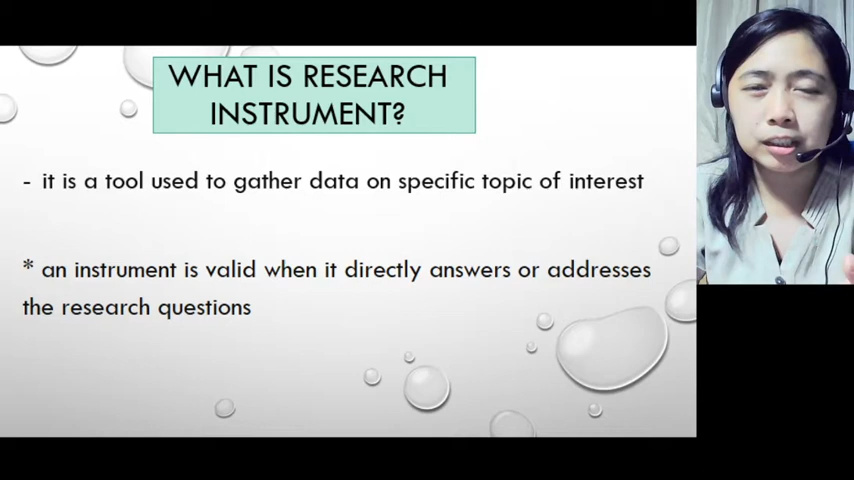 WHAT IS RESEARCH
INSTRUMENT?
- it is a tool used to gather data on specific topic of interest
* an instrument is valid when it directly answers or addresses
the research questions